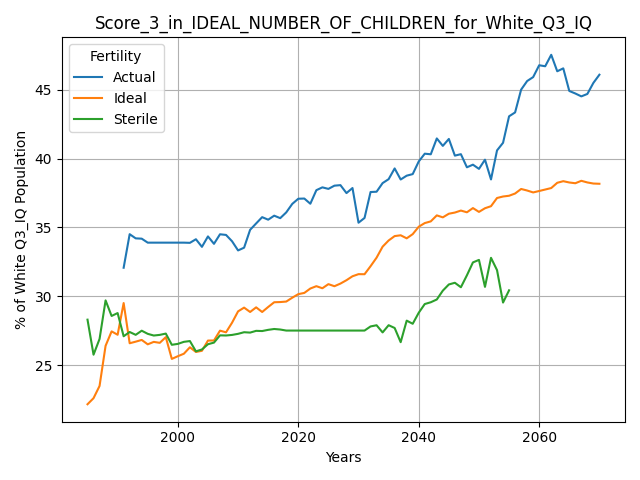 Score_3_in_IDEAL_NUMBER_OF_CHILDREN_for_White_Q3_IQ
Fertility
Actual
Ideal
Sterile
% of White Q3_IQ Population
45
40
35
30
25
2000
2020
2040
2060
Years